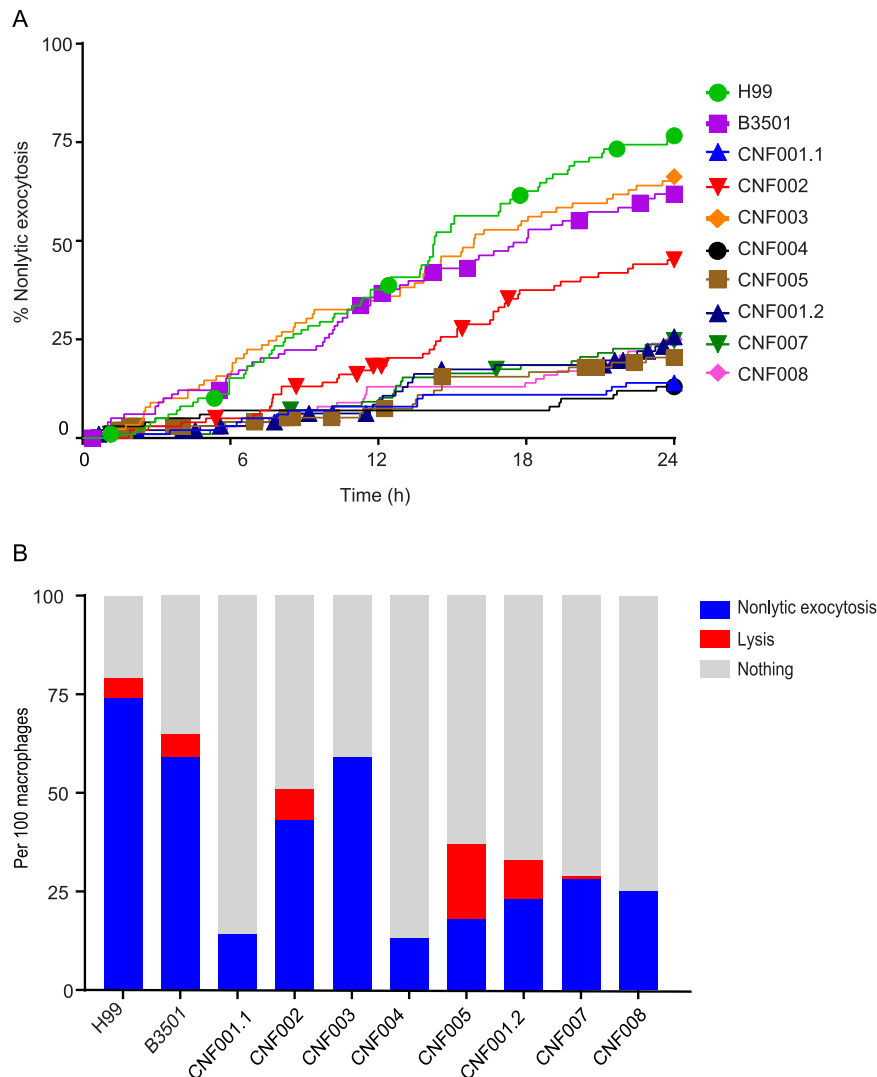 A
100
75
50
25
0
% Nonlytic exocytosis
0 6 12 18 24
Time (h)
H99
B3501
CNF001.1
CNF002
CNF003
CNF004
CNF005
CNF001.2
CNF007
CNF008
B
100
75
50
25
0
Per 100 macrophages
H99 B3501 CNF001.1 CNF002 CNF003 CNF004 CNF005 CNF001.2 CNF007 CNF008
Nonlytic exocytosis
Lysis
Nothing